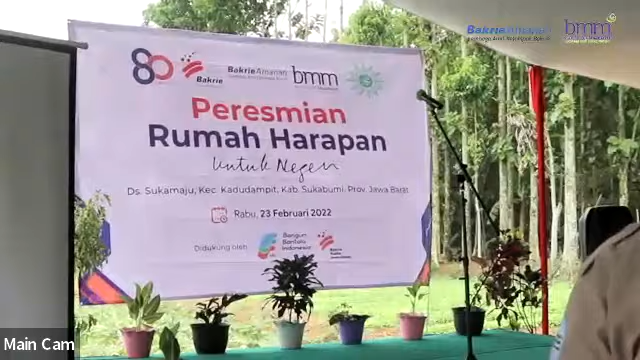 BakrieAmanah
bmm
80
Bakrie
BakrieAmanah
bmm
Peresmian
Rumah Harapan
untuk Negeri
Ds. Sukamaju, Kec. Kadudampit, Kab. Sukabumi, Prov. Jawa Barat
Rabu, 23 Februari 2022
Didukung oleh
Bangun
Bantala
Indonesia
Main Cam